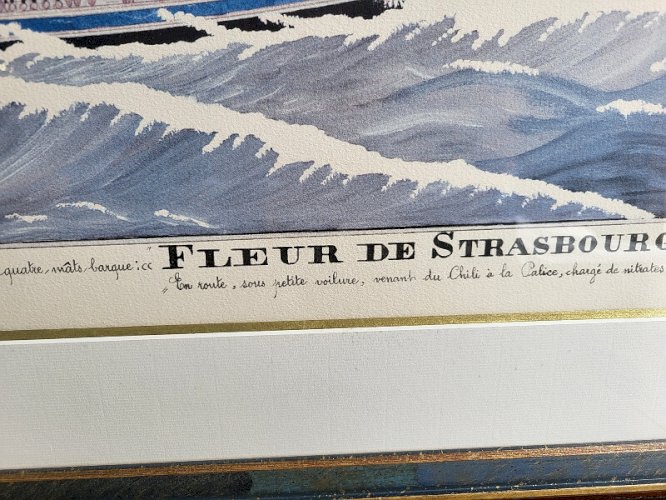 quatre, mâts-barque : « FLEUR DE STRASBOURG
„En route, sous petite voilure, venant du Chili à la Palice, chargé de nitrates